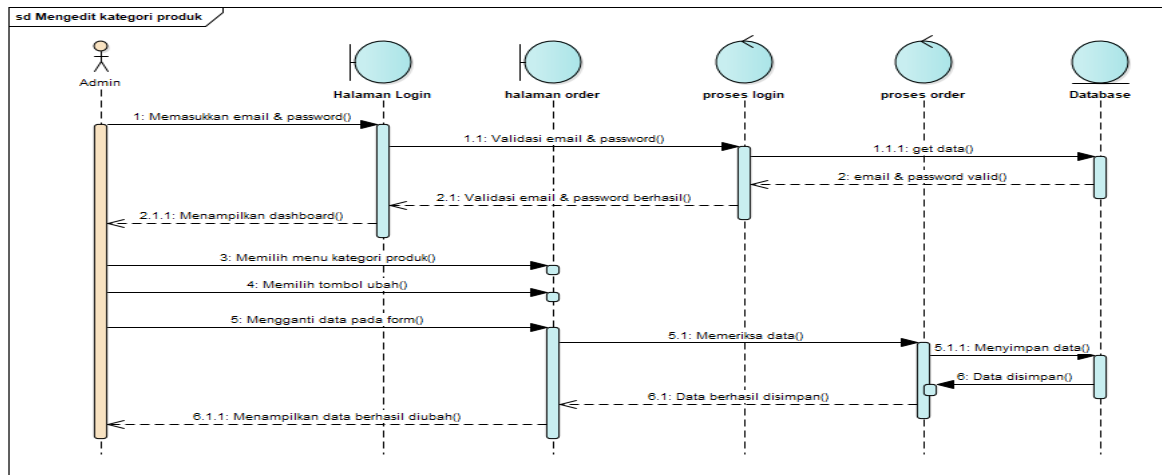 sd Mengedit kategori produk
Admin
Halaman Login
halaman order
proses login
proses order
Database
1: Memasukkan email & password()
1.1: Validasi email & password()
1.1.1: get data()
2: email & password valid()
2.1: Validasi email & password berhasil()
2.1.1: Menampilkan dashboard()
3: Memilih menu kategori produk()
4: Memilih tombol ubah()
5: Mengganti data pada form()
5.1: Memeriksa data()
5.1.1: Menyimpan data()
6: Data disimpan()
6.1: Data berhasil disimpan()
6.1.1: Menampilkan data berhasil diubah()